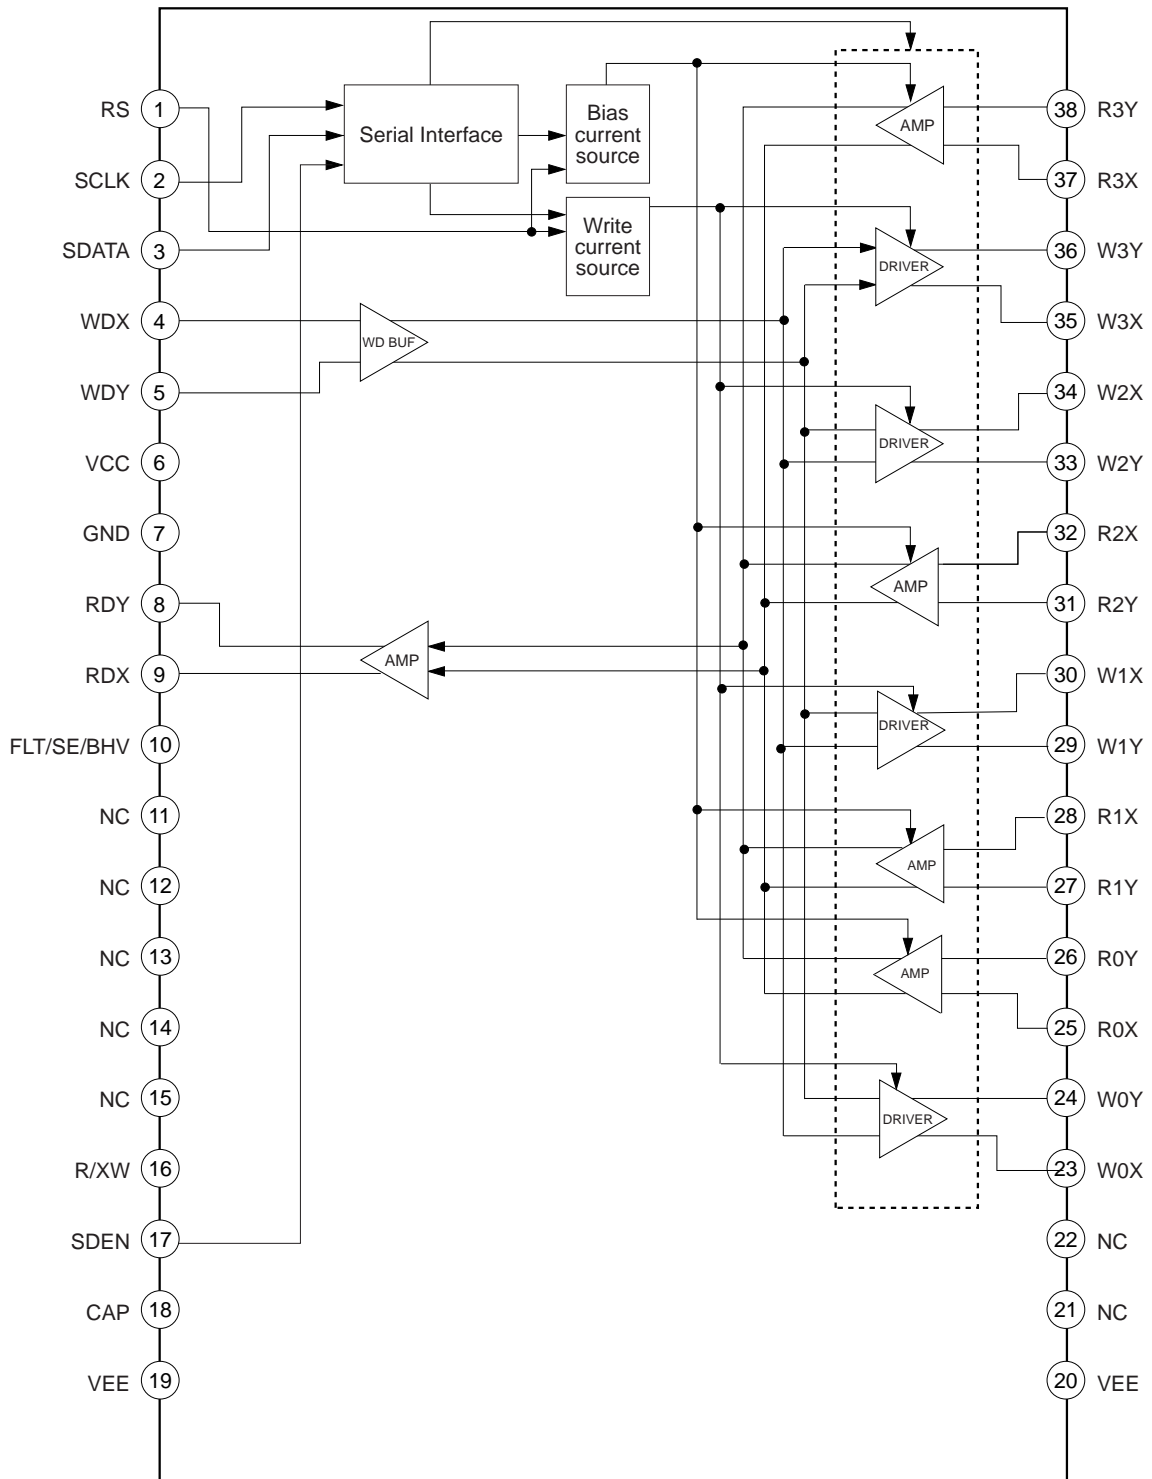 RS 1
SCLK 2
SDATA 3
WDX 4
WDY 5
VCC 6
GND 7
RDY 8
RDX 9
FLT/SE/BHV 10
NC 11
NC 12
NC 13
NC 14
NC 15
R/XW 16
SDEN 17
CAP 18
VEE 19
Serial Interface
Bias
current
source
Write
current
source
WD BUF
AMP
AMP
DRIVER
DRIVER
AMP
DRIVER
AMP
AMP
DRIVER
38 R3Y
37 R3X
36 W3Y
35 W3X
34 W2X
33 W2Y
32 R2X
31 R2Y
30 W1X
29 W1Y
28 R1X
27 R1Y
26 R0Y
25 R0X
24 W0Y
23 W0X
22 NC
21 NC
20 VEE